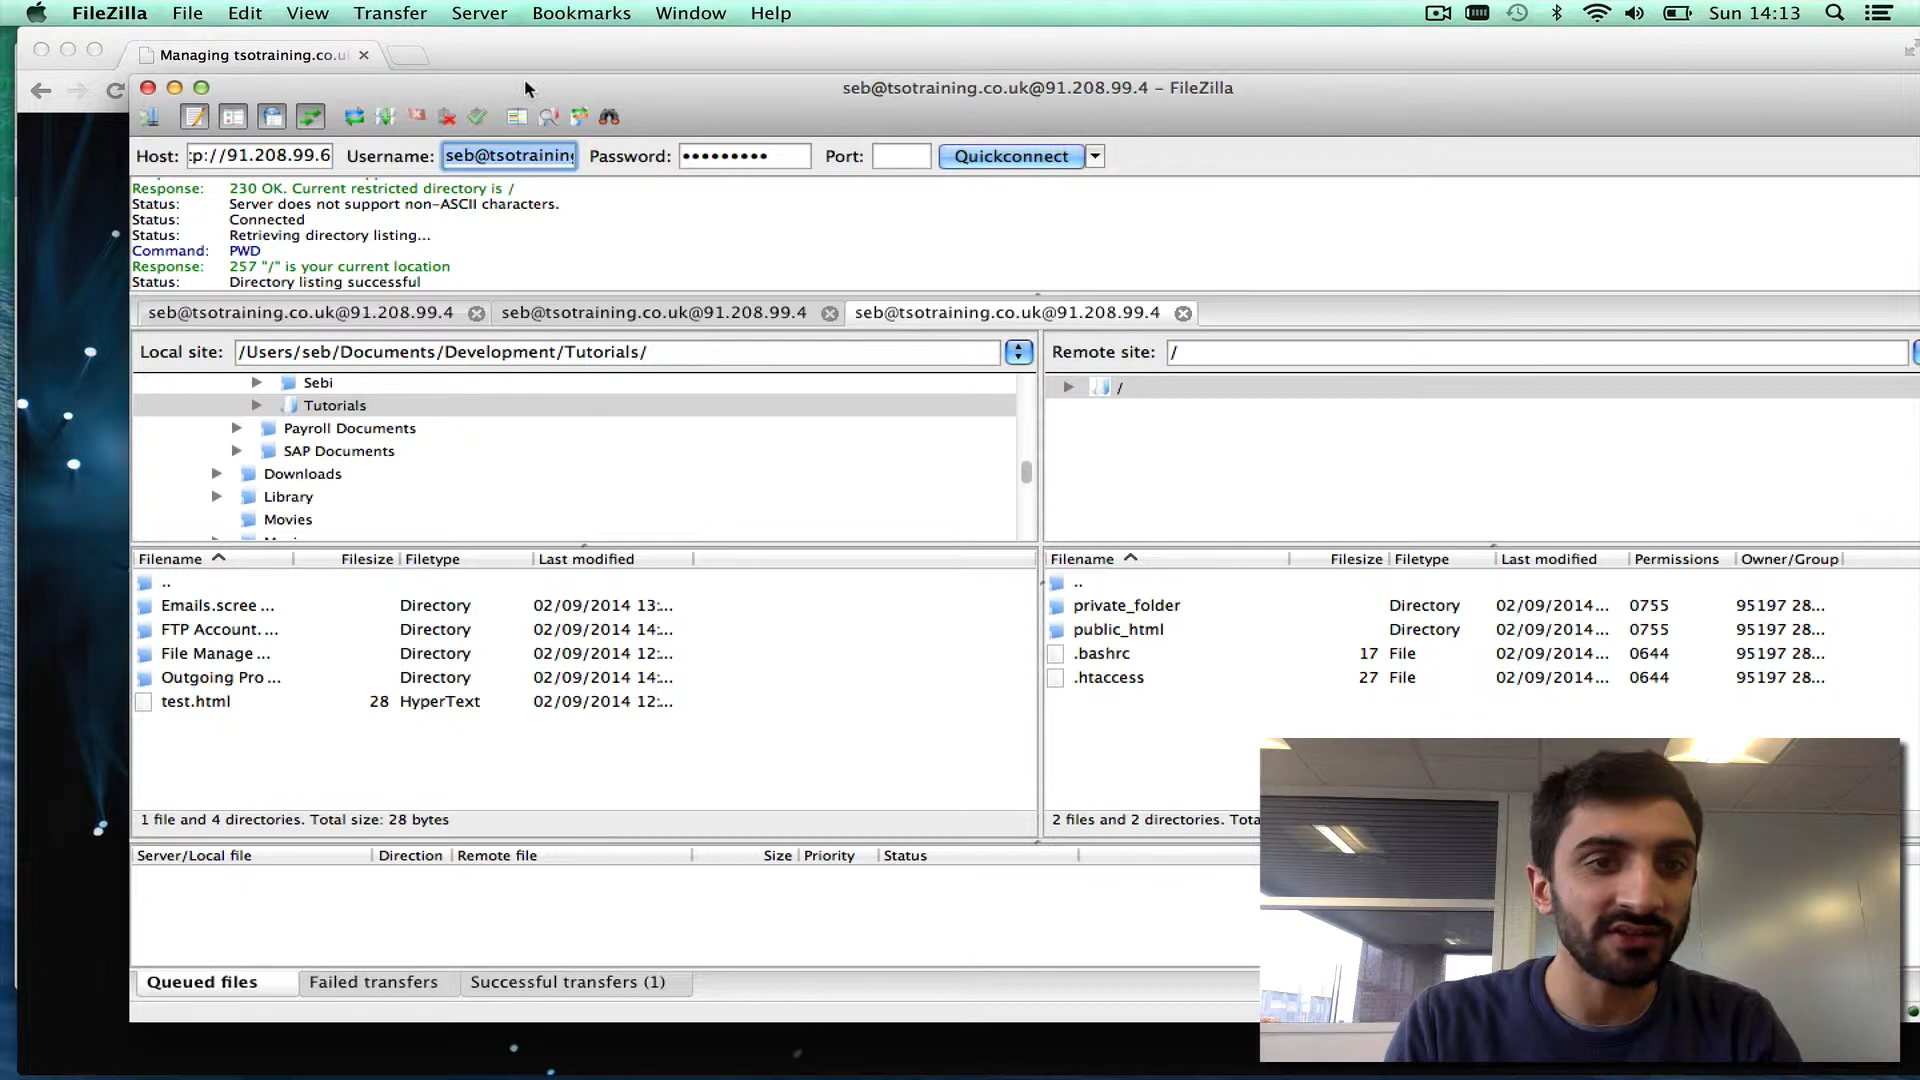 FileZilla File Edit View Transfer Server Bookmarks Window Help Sun 14:13
Managing tsotraining.co.u
seb@tsotraining.co.uk@91.208.99.4 – FileZilla
Host: :p://91.208.99.6 Username: seb@tsotraining Password: ••••••••• Port: Quickconnect
Response: 230 OK. Current restricted directory is /
Status: Server does not support non-ASCII characters.
Status: Connected
Status: Retrieving directory listing...
Command: PWD
Response: 257 "/" is your current location
Status: Directory listing successful
seb@tsotraining.co.uk@91.208.99.4 seb@tsotraining.co.uk@91.208.99.4 seb@tsotraining.co.uk@91.208.99.4
Local site: /Users/seb/Documents/Development/Tutorials/
Sebi
Tutorials
Payroll Documents
SAP Documents
Downloads
Library
Movies
Remote site: /
/
Filename Filesize Filetype Last modified
..
Emails.scree ... Directory 02/09/2014 13:...
FTP Account. ... Directory 02/09/2014 14:...
File Manage ... Directory 02/09/2014 12:...
Outgoing Pro ... Directory 02/09/2014 14:...
test.html 28 HyperText 02/09/2014 12:...
1 file and 4 directories. Total size: 28 bytes
Filename Filesize Filetype Last modified Permissions Owner/Group
..
private_folder Directory 02/09/2014... 0755 95197 28...
public_html Directory 02/09/2014... 0755 95197 28...
.bashrc 17 File 02/09/2014... 0644 95197 28...
.htaccess 27 File 02/09/2014... 0644 95197 28...
2 files and 2 directories. Tota
Server/Local file Direction Remote file Size Priority Status
Queued files Failed transfers Successful transfers (1)